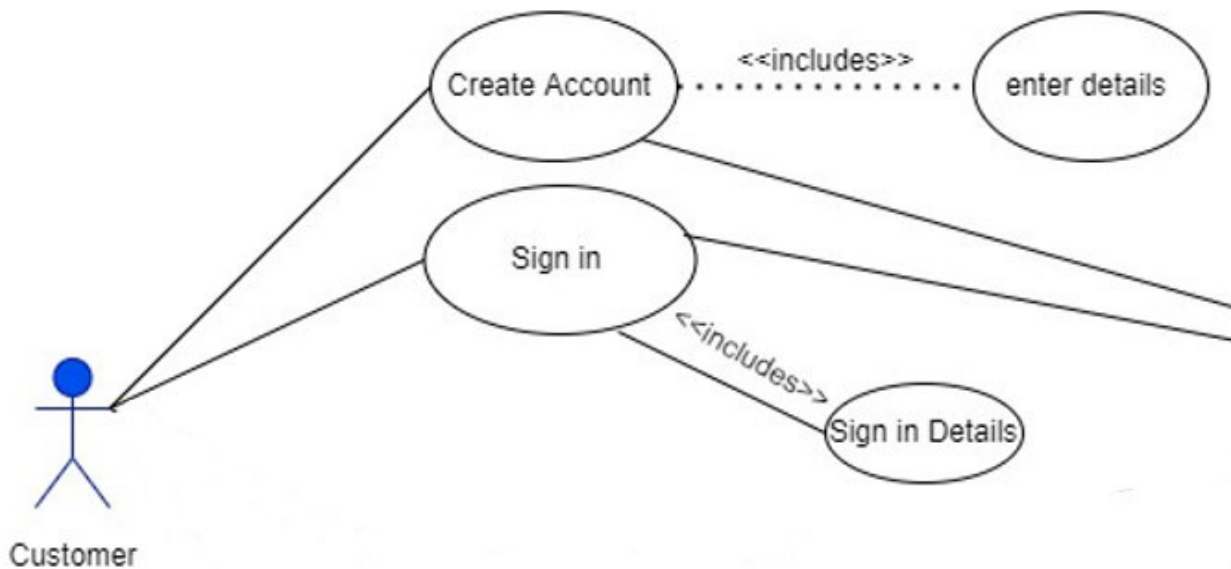 <<includes>>
Create Account
enter details
Sign in
<<includes>>
Sign in Details
Customer